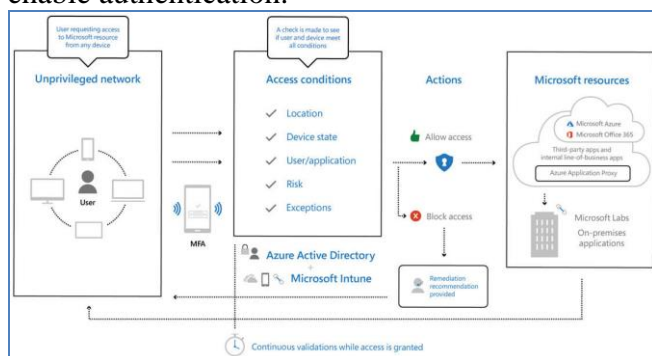 enable authentication.
User requesting access
to Microsoft resource
from any device
A check is made to see
if user and device meet
all conditions
Unprivileged network
Access conditions
Actions
Microsoft resources
User
MFA
Location
Device state
User/application
Risk
Exceptions
Azure Active Directory
+
Microsoft Intune
Allow access
Block access
Remediation
recommendation
provided
Microsoft Azure
Microsoft Office 365
Third-party apps and
internal line-of-business apps
Azure Application Proxy
Microsoft Labs
On-premises
applications
Continuous validations while access is granted